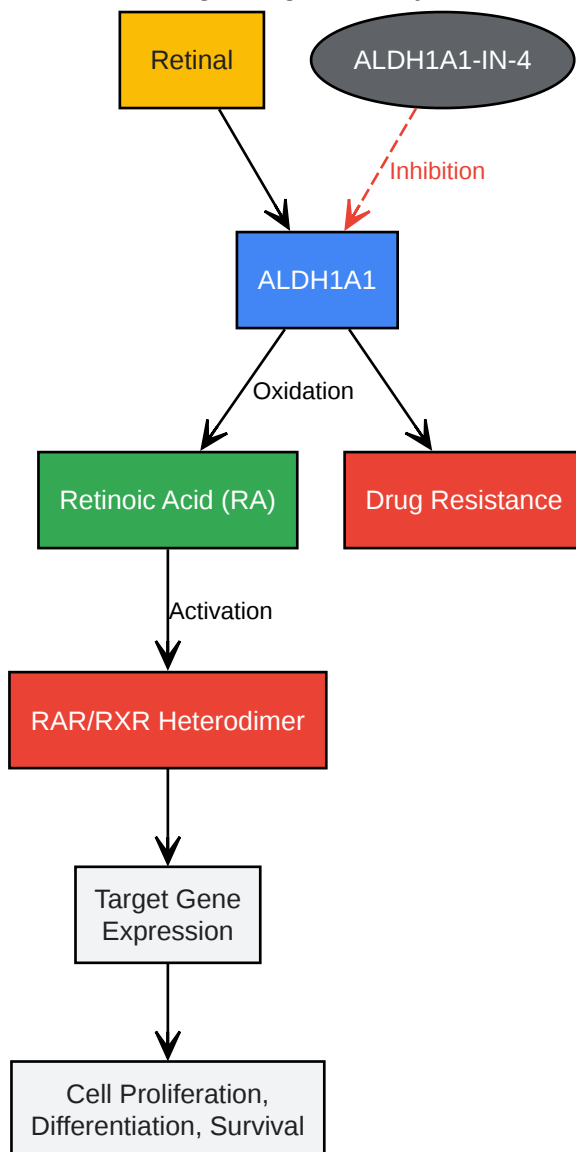 Retinal
ALDH1A1-IN-4
Inhibition
ALDH1A1
Oxidation
Retinoic Acid (RA)
Drug Resistance
Activation
RAR/RXR Heterodimer
Target Gene
Expression
Cell Proliferation,
Differentiation, Survival